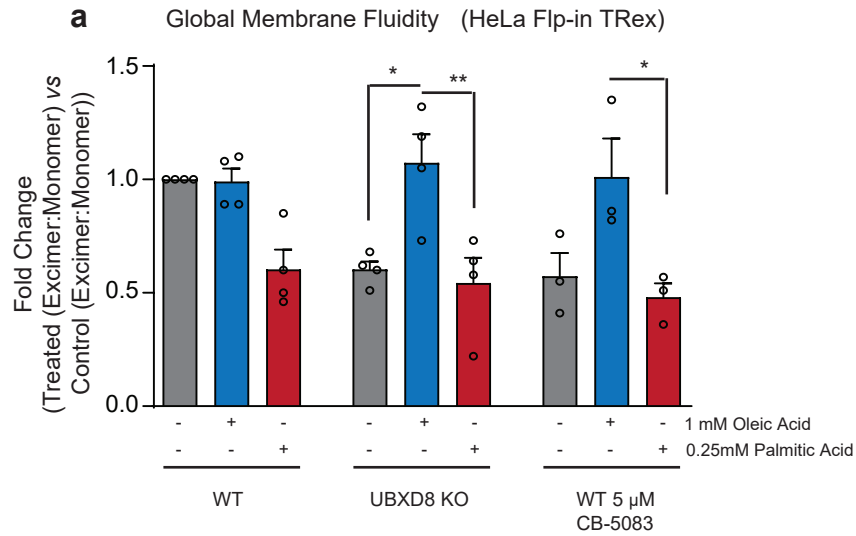 a Global Membrane Fluidity (HeLa Flp-in TRex)
Fold Change
(Treated (Excimer:Monomer) vs
Control (Excimer:Monomer))
1.5
1.0
0.5
0.0
* ** *
- + - - + - - + - 1 mM Oleic Acid
- - + - - + - - + 0.25mM Palmitic Acid
WT UBXD8 KO WT 5 µM
CB-5083